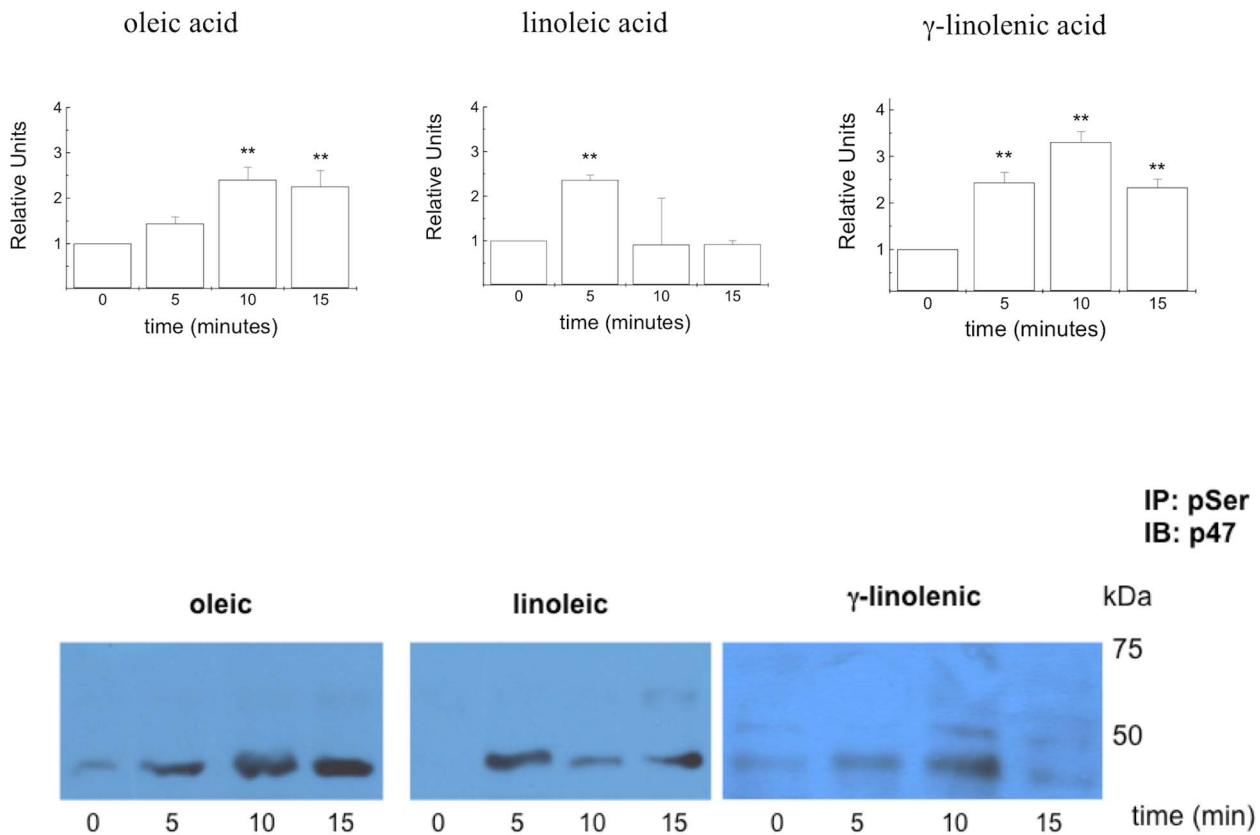 oleic acid
linoleic acid
γ-linolenic acid
Relative Units
4
3
2
1
**
**
0 5 10 15
time (minutes)
Relative Units
4
3
2
1
**
0 5 10 15
time (minutes)
Relative Units
4
3
2
1
**
**
**
0 5 10 15
time (minutes)
IP: pSer
IB: p47
oleic
linoleic
γ-linolenic
kDa
75
50
0 5 10 15
0 5 10 15
0 5 10 15
time (min)